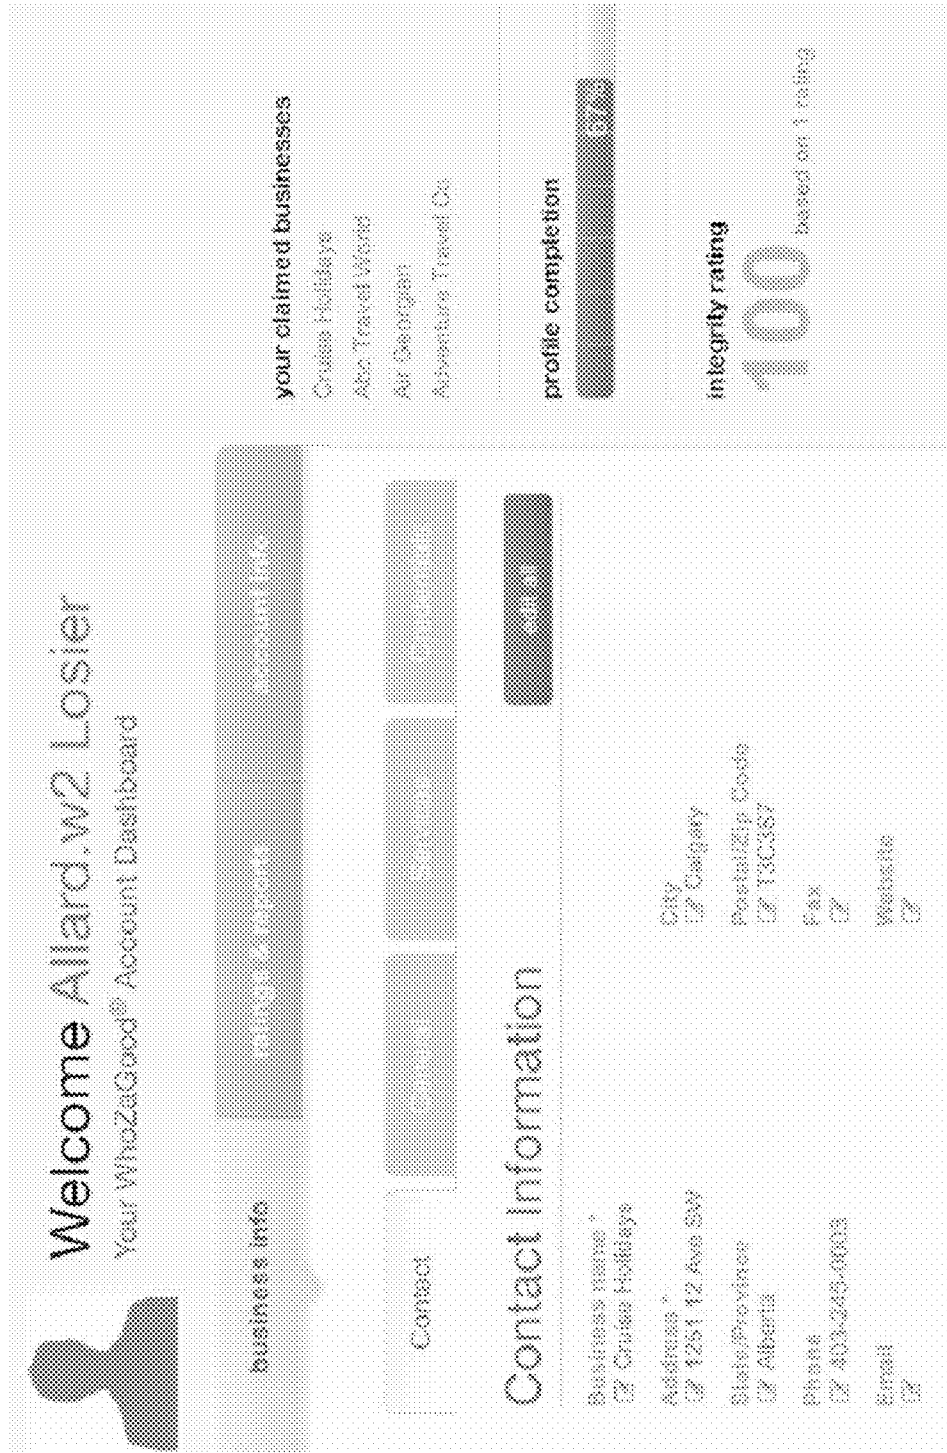 Welcome Allard.w2 Losier
Your WhoZaGood® Account Dashboard
business info
Contact
Contact Information
edit all
Business name *
Cruise Holidays
Address *
1251 12 Ave SW
City
Calgary
State/Province
Alberta
Postal/Zip Code
T3C3S7
Phone
Fax
Email
Website
your claimed businesses
Cruise Holidays
Abc Travel World
Air Georgian
Adventure Travel Co
profile completion
integrity rating
100 based on 1 rating